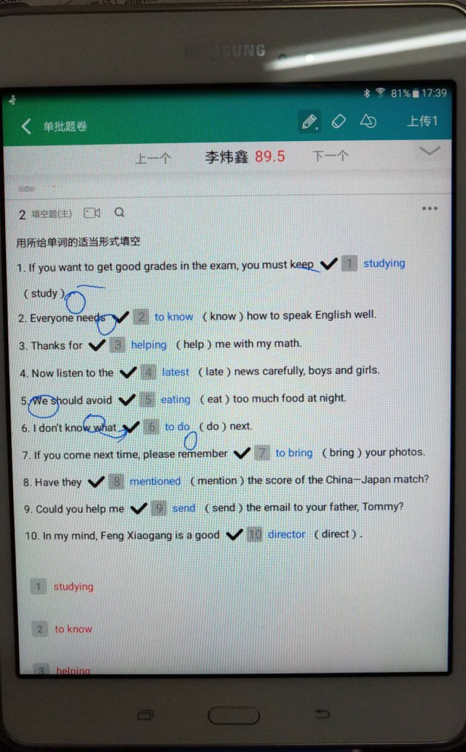 SAMSUNG
81% 17:39
单批题卷 上传1
上一个 李炜鑫 89.5 下一个
2 填空题(主)
用所给单词的适当形式填空
1. If you want to get good grades in the exam, you must keep 1 studying
( study ) .
2. Everyone needs 2 to know ( know ) how to speak English well.
3. Thanks for 3 helping ( help ) me with my math.
4. Now listen to the 4 latest ( late ) news carefully, boys and girls.
5. We should avoid 5 eating ( eat ) too much food at night.
6. I don't know what 6 to do ( do ) next.
7. If you come next time, please remember 7 to bring ( bring ) your photos.
8. Have they 8 mentioned ( mention ) the score of the China—Japan match?
9. Could you help me 9 send ( send ) the email to your father, Tommy?
10. In my mind, Feng Xiaogang is a good 10 director ( direct ) .
1 studying
2 to know
3 helping